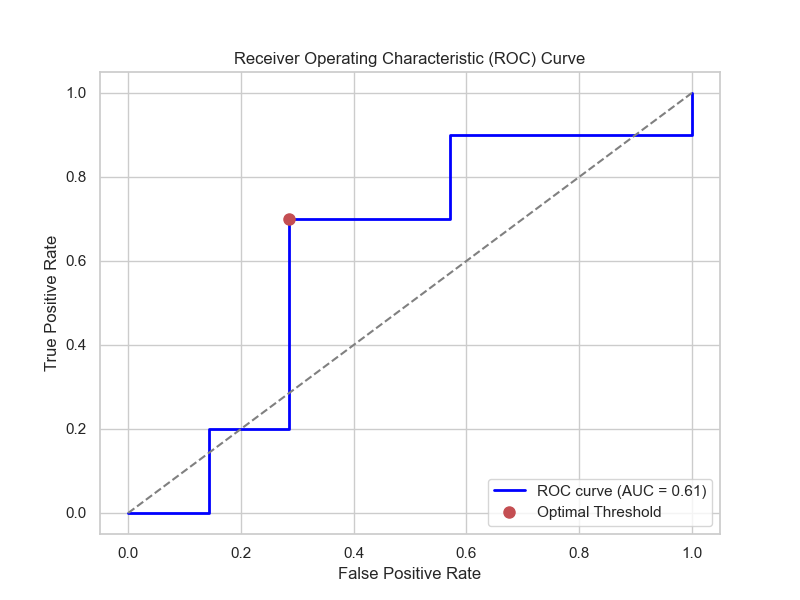 Receiver Operating Characteristic (ROC) Curve
True Positive Rate
1.0
0.8
0.6
0.4
0.2
0.0
ROC curve (AUC = 0.61)
Optimal Threshold
0.0 0.2 0.4 0.6 0.8 1.0
False Positive Rate